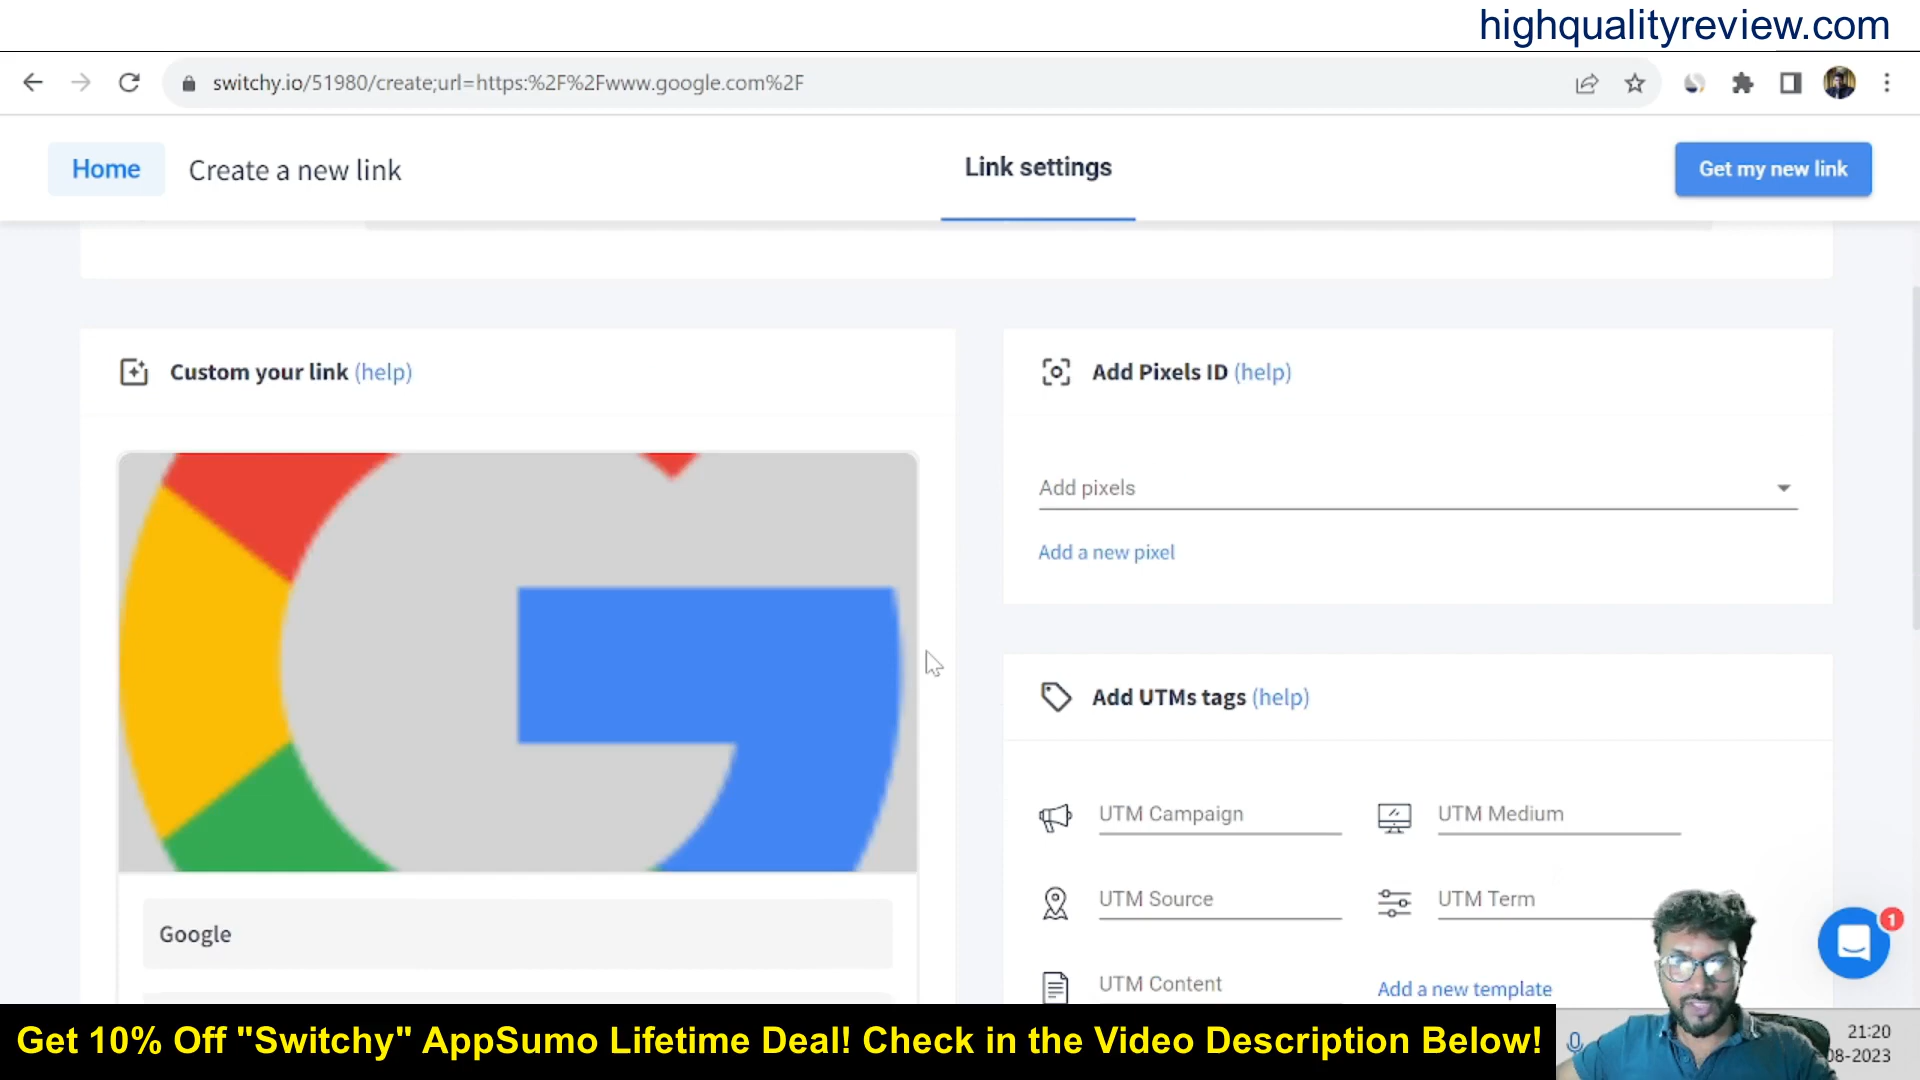 highqualityreview.com
switchy.io/51980/create;url=https:%2F%2Fwww.google.com%2F
Home
Create a new link
Link settings
Get my new link
Custom your link (help)
Add Pixels ID (help)
Add pixels
Add a new pixel
Add UTMs tags (help)
UTM Campaign
UTM Medium
UTM Source
UTM Term
Google
1
UTM Content
Add a new template
Get 10% Off "Switchy" AppSumo Lifetime Deal! Check in the Video Description Below!
21:20
08-2023